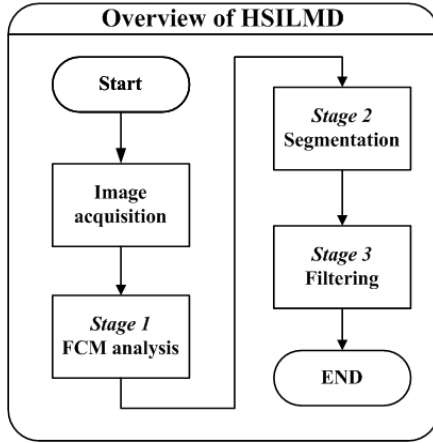 Overview of HSILMD
Start
Image
acquisition
Stage 1
FCM analysis
Stage 2
Segmentation
Stage 3
Filtering
END